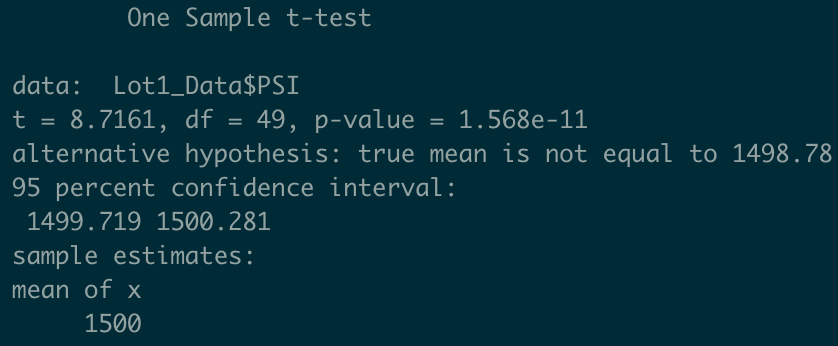 One Sample t-test
data:  Lot1_Data$PSI
t = 8.7161, df = 49, p-value = 1.568e-11
alternative hypothesis: true mean is not equal to 1498.78
95 percent confidence interval:
1499.719 1500.281
sample estimates:
mean of x
1500